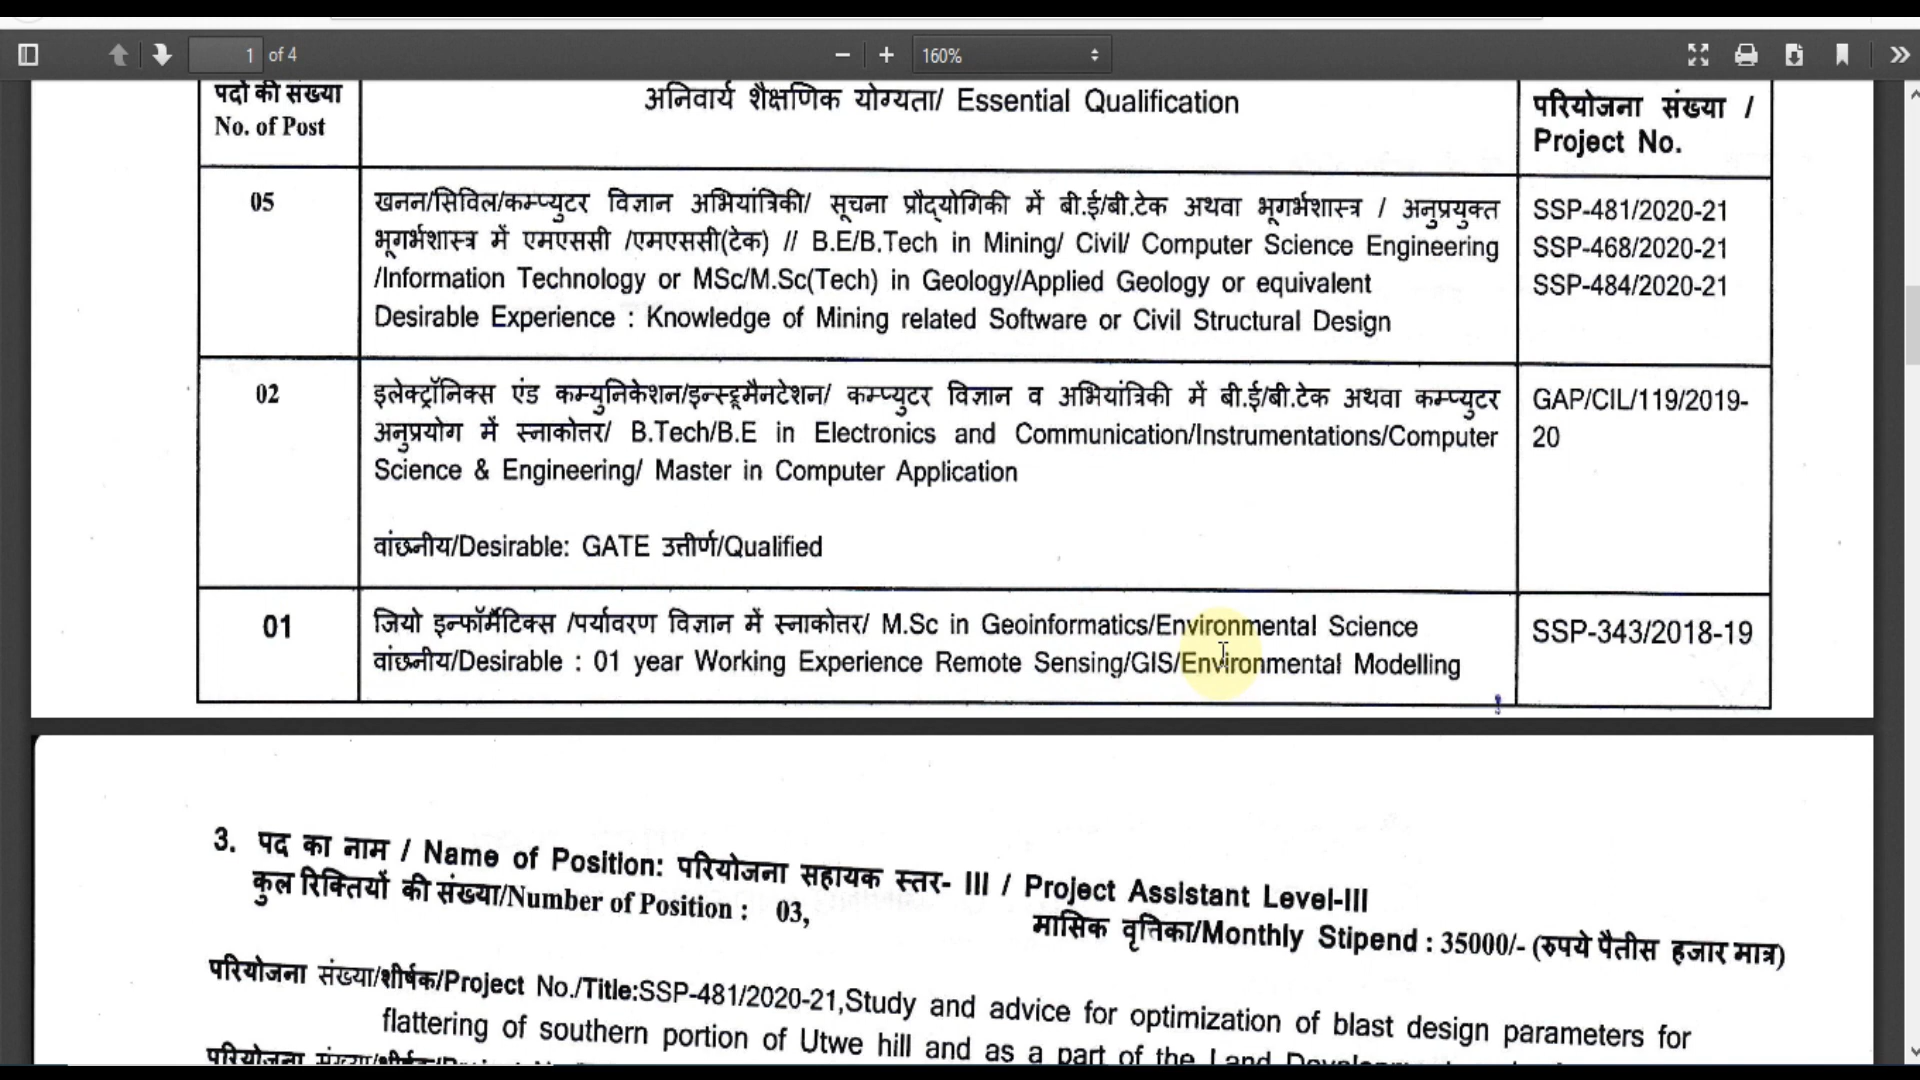 1 of 4
160%
पदों की संख्या
No. of Post
अनिवार्य शैक्षणिक योग्यता/ Essential Qualification
परियोजना संख्या /
Project No.
05
खनन/सिविल/कम्प्युटर विज्ञान अभियांत्रिकी/ सूचना प्रौद्योगिकी में बी.ई/बी.टेक अथवा भूगर्भशास्त्र / अनुप्रयुक्त
भूगर्भशास्त्र में एमएससी /एमएससी(टेक) // B.E/B.Tech in Mining/ Civil/ Computer Science Engineering
/Information Technology or MSc/M.Sc(Tech) in Geology/Applied Geology or equivalent
Desirable Experience : Knowledge of Mining related Software or Civil Structural Design
SSP-481/2020-21
SSP-468/2020-21
SSP-484/2020-21
02
इलेक्ट्रॉनिक्स एंड कम्युनिकेशन/इन्स्ट्रूमैनटेशन/ कम्प्युटर विज्ञान व अभियांत्रिकी में बी.ई/बी.टेक अथवा कम्प्युटर
अनुप्रयोग में स्नाकोत्तर/ B.Tech/B.E in Electronics and Communication/Instrumentations/Computer
Science & Engineering/ Master in Computer Application
वांछनीय/Desirable: GATE उत्तीर्ण/Qualified
GAP/CIL/119/2019-
20
01
जियो इन्फॉर्मैटिक्स /पर्यावरण विज्ञान में स्नाकोत्तर/ M.Sc in Geoinformatics/Environmental Science
वांछनीय/Desirable : 01 year Working Experience Remote Sensing/GIS/Environmental Modelling
SSP-343/2018-19
3. पद का नाम / Name of Position: परियोजना सहायक स्तर- III / Project Assistant Level-III
कुल रिक्तियों की संख्या/Number of Position : 03,
मासिक वृत्तिका/Monthly Stipend : 35000/- (रुपये पैतीस हजार मात्र)
परियोजना संख्या/शीर्षक/Project No./Title:SSP-481/2020-21,Study and advice for optimization of blast design parameters for
flattering of southern portion of Utwe hill and as a part of the Land
परियोजना संख्या/शीर्षक